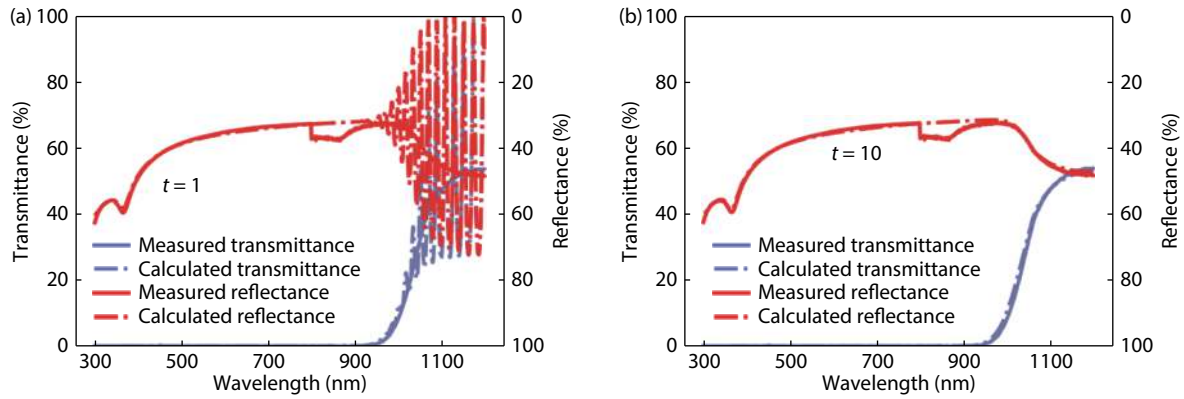 (a)
100
80
60
40
20
0
Transmittance (%)
0
20
40
60
80
100
Reflectance (%)
t = 1
Measured transmittance
Calculated transmittance
Measured reflectance
Calculated reflectance
300
500
700
900
1100
Wavelength (nm)
(b)
100
80
60
40
20
0
Transmittance (%)
0
20
40
60
80
100
Reflectance (%)
t = 10
Measured transmittance
Calculated transmittance
Measured reflectance
Calculated reflectance
300
500
700
900
1100
Wavelength (nm)